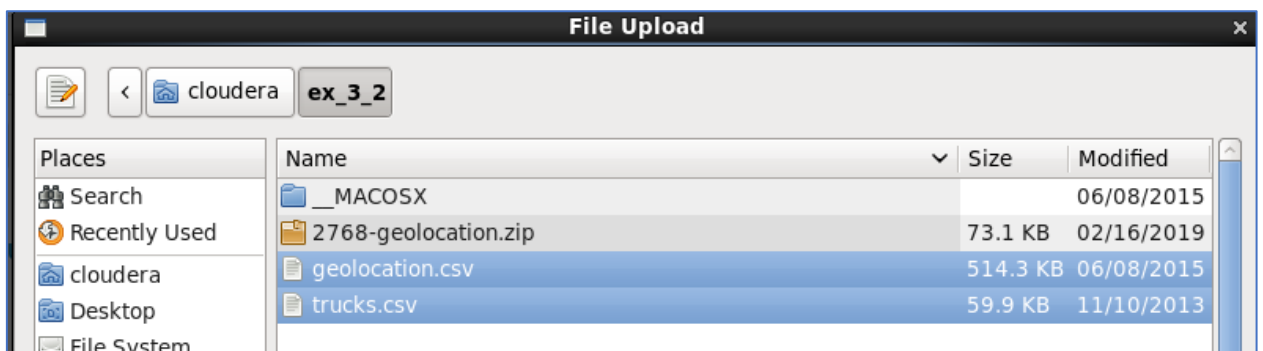 File Upload
cloudera ex_3_2
Places Name Size Modified
Search __MACOSX 06/08/2015
Recently Used 2768-geolocation.zip 73.1 KB 02/16/2019
cloudera geolocation.csv 514.3 KB 06/08/2015
Desktop trucks.csv 59.9 KB 11/10/2013
File System